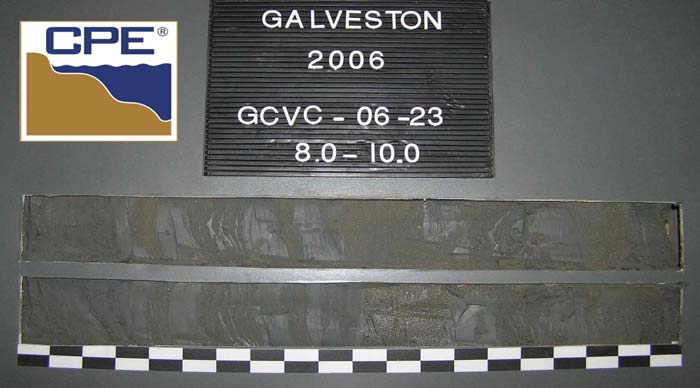 CPE®
GALVESTON
2006
GCVC - 06 -23
8.0 - 10.0